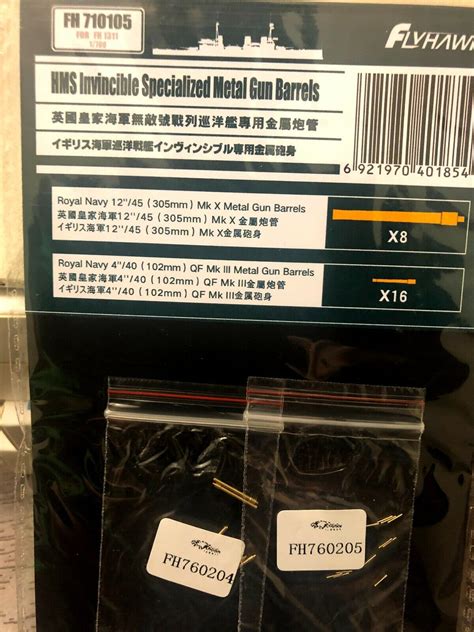 FH 710105
FOR FH 1311
1/700
FLYHAWK
HMS Invincible Specialized Metal Gun Barrels
英國皇家海軍無敵號戰列巡洋艦專用金屬炮管
イギリス海軍巡洋戦艦インヴィンシブル専用金属砲身
6 921970 401854
Royal Navy 12"/45 (305mm) Mk X Metal Gun Barrels
英國皇家海軍12"/45 (305mm) Mk X 金屬炮管
イギリス海軍12"/45 (305mm) Mk X金属砲身
X8
Royal Navy 4"/40 (102mm) QF Mk III Metal Gun Barrels
英國皇家海軍4"/40 (102mm) QF Mk III金屬炮管
イギリス海軍4"/40 (102mm) QF Mk III金属砲身
X16
FH760204
FH760205